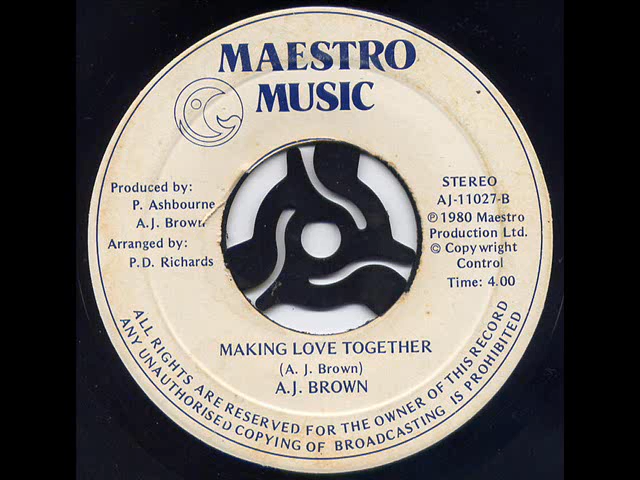 MAESTRO
MUSIC
Produced by:
P. Ashbourne
A.J. Brown
Arranged by:
P.D. Richards
STEREO
AJ-11027-B
℗ 1980 Maestro
Production Ltd.
© Copywright
Control
Time: 4.00
MAKING LOVE TOGETHER
(A. J. Brown)
A.J. BROWN
ALL RIGHTS ARE RESERVED FOR THE OWNER OF THIS RECORD
ANY UNAUTHORISED COPYING OF BROADCASTING IS PROHIBITED